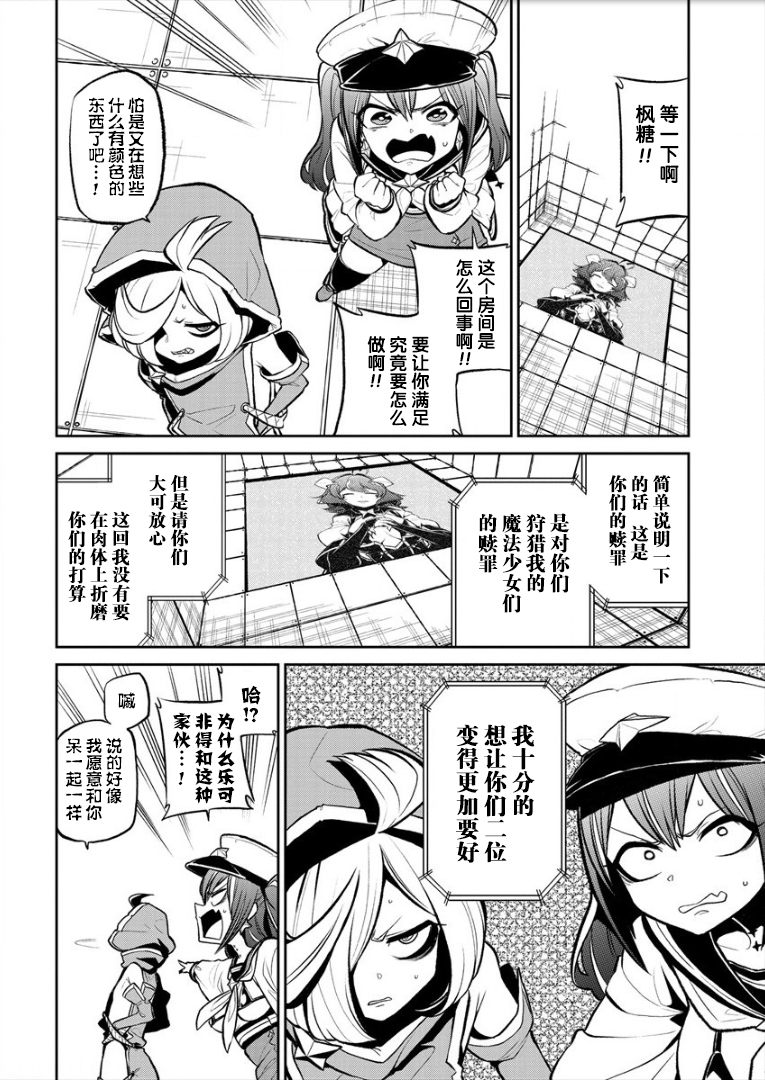 等一下啊
枫糖!!
这个房间是
怎么回事啊!!
要让你满足
究竟要怎么
做啊!!
怕是又在想些
什么有颜色的
东西了吧…!
简单说明一下
的话 这是
你们的赎罪
是对你们
狩猎我的
魔法少女们
的赎罪
但是请你们
大可放心
这回我没有要
在肉体上折磨
你们的打算
我十分的
想让你们二位
变得更加要好
哈!?
为什么乐可
非得和这种
家伙…!
嘁
说的好像
我愿意和你
呆一起一样